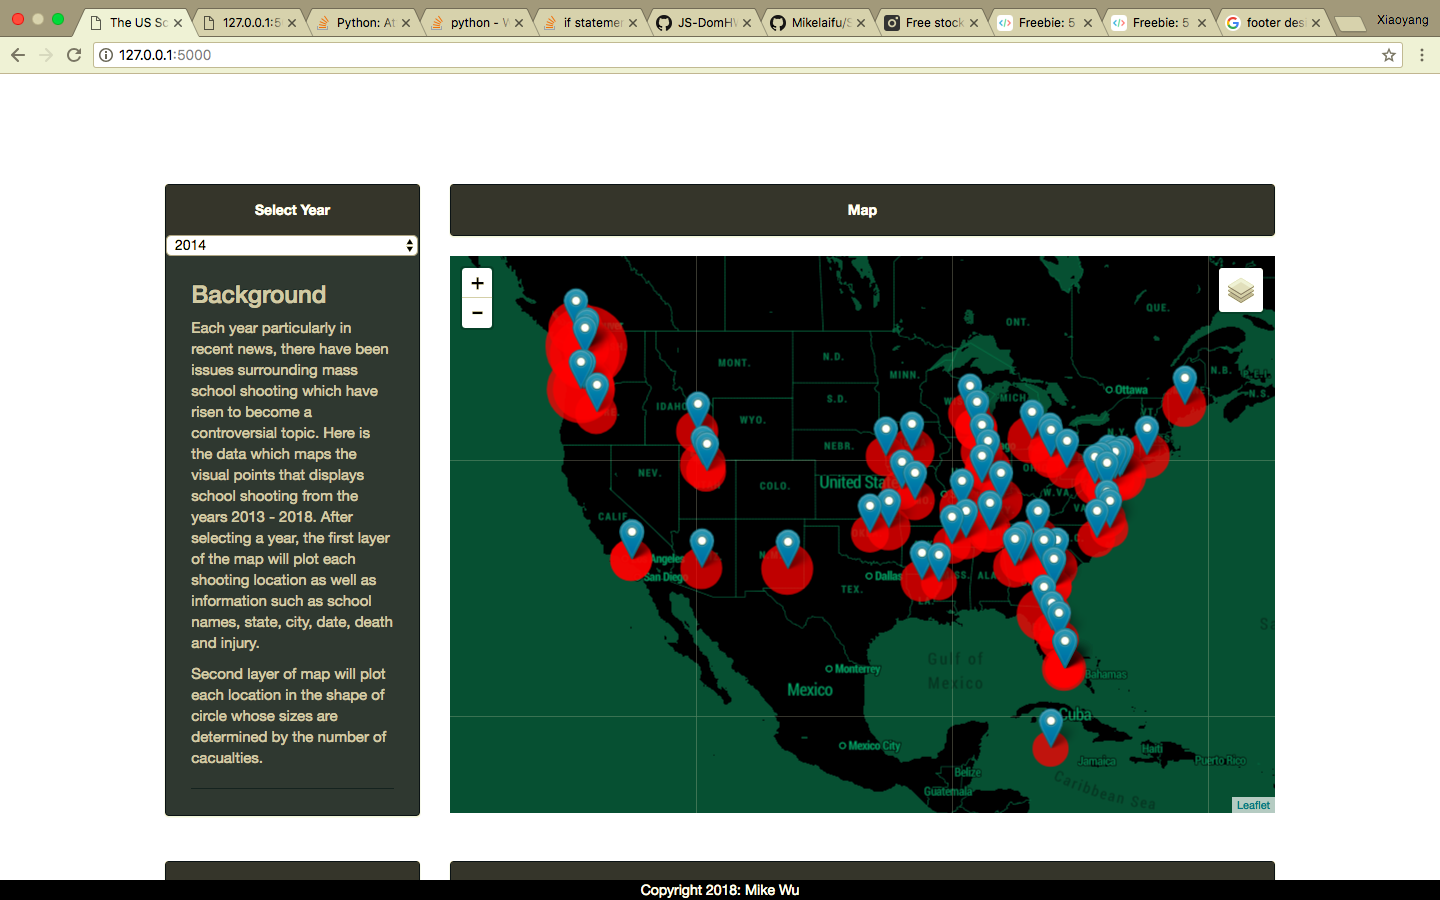 The US Sc
127.0.0.1:5
Python: At
python - W
if statemer
JS-DomHW
Mikelaifu/S
Free stock
Freebie: 5
Freebie: 5
footer desi
Xiaoyang
127.0.0.1:5000
Select Year
2014
Background
Each year particularly in
recent news, there have been
issues surrounding mass
school shooting which have
risen to become a
controversial topic. Here is
the data which maps the
visual points that displays
school shooting from the
years 2013 - 2018. After
selecting a year, the first layer
of the map will plot each
shooting location as well as
information such as school
names, state, city, date, death
and injury.
Second layer of map will plot
each location in the shape of
circle whose sizes are
determined by the number of
cacualties.
Map
+
−
QUE.
ONT.
MONT.
N.D.
MINN.
N.B.
Ottawa
N.S.
S.D.
IDAHO
WYO.
MICH
VT.
N.Y.
NEBR.
NEV.
COLO.
United State
W.VA.
CALIF.
Angeles
San Diego
Dallas
TEX.
ALA.
LA.
Gulf of
Mexico
Monterrey
Mexico
Bahamas
Cuba
Mexico City
Haiti
Jamaica
Puerto Rico
Belize
Guatemala
Caribbean Sea
Leaflet
Copyright 2018: Mike Wu